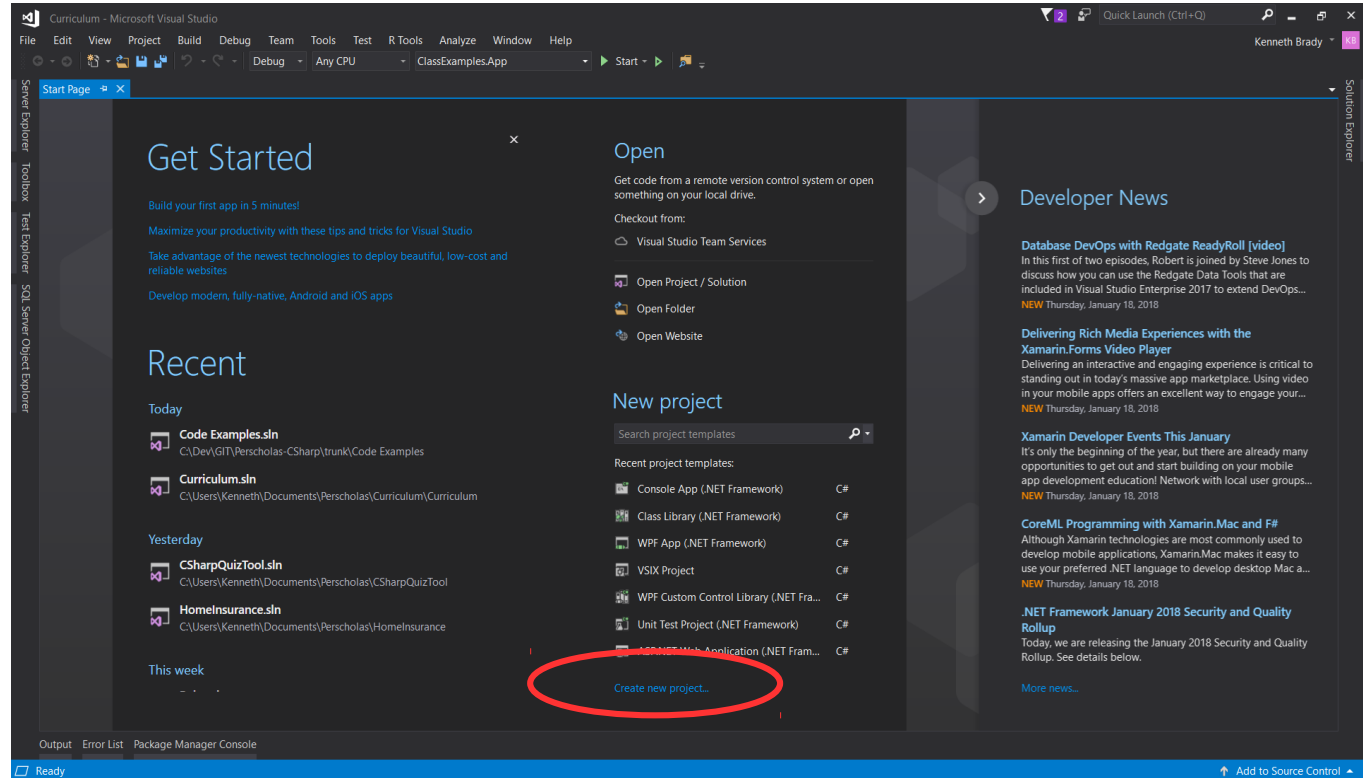 Curriculum - Microsoft Visual Studio
2
Quick Launch (Ctrl+Q)
File Edit View Project Build Debug Team Tools Test R Tools Analyze Window Help
Kenneth Brady
KB
Debug
Any CPU
ClassExamples.App
Start
Server Explorer
Toolbox
Test Explorer
SQL Server Object Explorer
Start Page
Solution Explorer
Get Started
Build your first app in 5 minutes!
Maximize your productivity with these tips and tricks for Visual Studio
Take advantage of the newest technologies to deploy beautiful, low-cost and
reliable websites
Develop modern, fully-native, Android and iOS apps
Recent
Today
Code Examples.sln
C:\Dev\GIT\Perscholas-CSharp\trunk\Code Examples
Curriculum.sln
C:\Users\Kenneth\Documents\Perscholas\Curriculum\Curriculum
Yesterday
CSharpQuizTool.sln
C:\Users\Kenneth\Documents\Perscholas\CSharpQuizTool
HomeInsurance.sln
C:\Users\Kenneth\Documents\Perscholas\HomeInsurance
This week
Open
Get code from a remote version control system or open
something on your local drive.
Checkout from:
Visual Studio Team Services
Open Project / Solution
Open Folder
Open Website
New project
Search project templates
Recent project templates:
Console App (.NET Framework) C#
Class Library (.NET Framework) C#
WPF App (.NET Framework) C#
VSIX Project C#
WPF Custom Control Library (.NET Fra... C#
Unit Test Project (.NET Framework) C#
ASP.NET Web Application (.NET Fram... C#
Create new project...
Developer News
Database DevOps with Redgate ReadyRoll [video]
In this first of two episodes, Robert is joined by Steve Jones to
discuss how you can use the Redgate Data Tools that are
included in Visual Studio Enterprise 2017 to extend DevOps...
NEW Thursday, January 18, 2018
Delivering Rich Media Experiences with the
Xamarin.Forms Video Player
Delivering an interactive and engaging experience is critical to
standing out in today's massive app marketplace. Using video
in your mobile apps offers an excellent way to engage your...
NEW Thursday, January 18, 2018
Xamarin Developer Events This January
It's only the beginning of the year, but there are already many
opportunities to get out and start building on your mobile
app development education! Network with local user groups...
NEW Thursday, January 18, 2018
CoreML Programming with Xamarin.Mac and F#
Although Xamarin technologies are most commonly used to
develop mobile applications, Xamarin.Mac makes it easy to
use your preferred .NET language to develop desktop Mac a...
NEW Thursday, January 18, 2018
.NET Framework January 2018 Security and Quality
Rollup
Today, we are releasing the January 2018 Security and Quality
Rollup. See details below.
More news...
Output Error List Package Manager Console
Ready
Add to Source Control